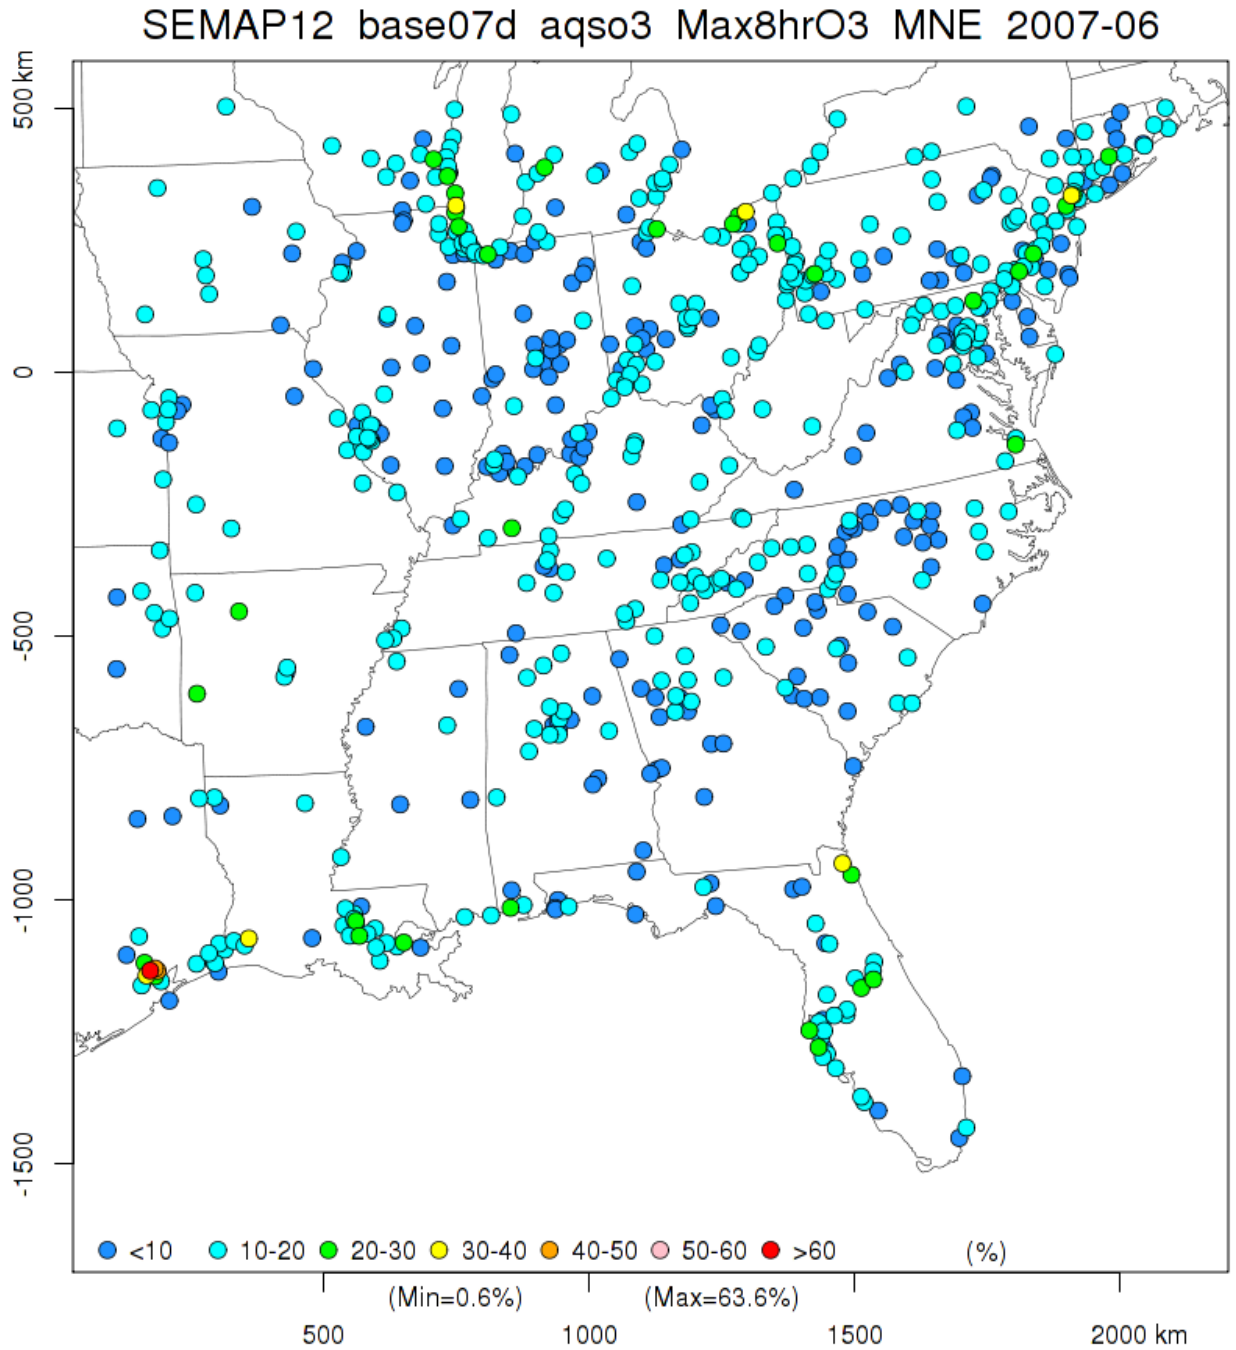 SEMAP12 base07d aqso3 Max8hrO3 MNE 2007-06
500 km
0
-500
-1000
-1500
<10 10-20 20-30 30-40 40-50 50-60 >60 (%)
(Min=0.6%) (Max=63.6%)
500 1000 1500 2000 km